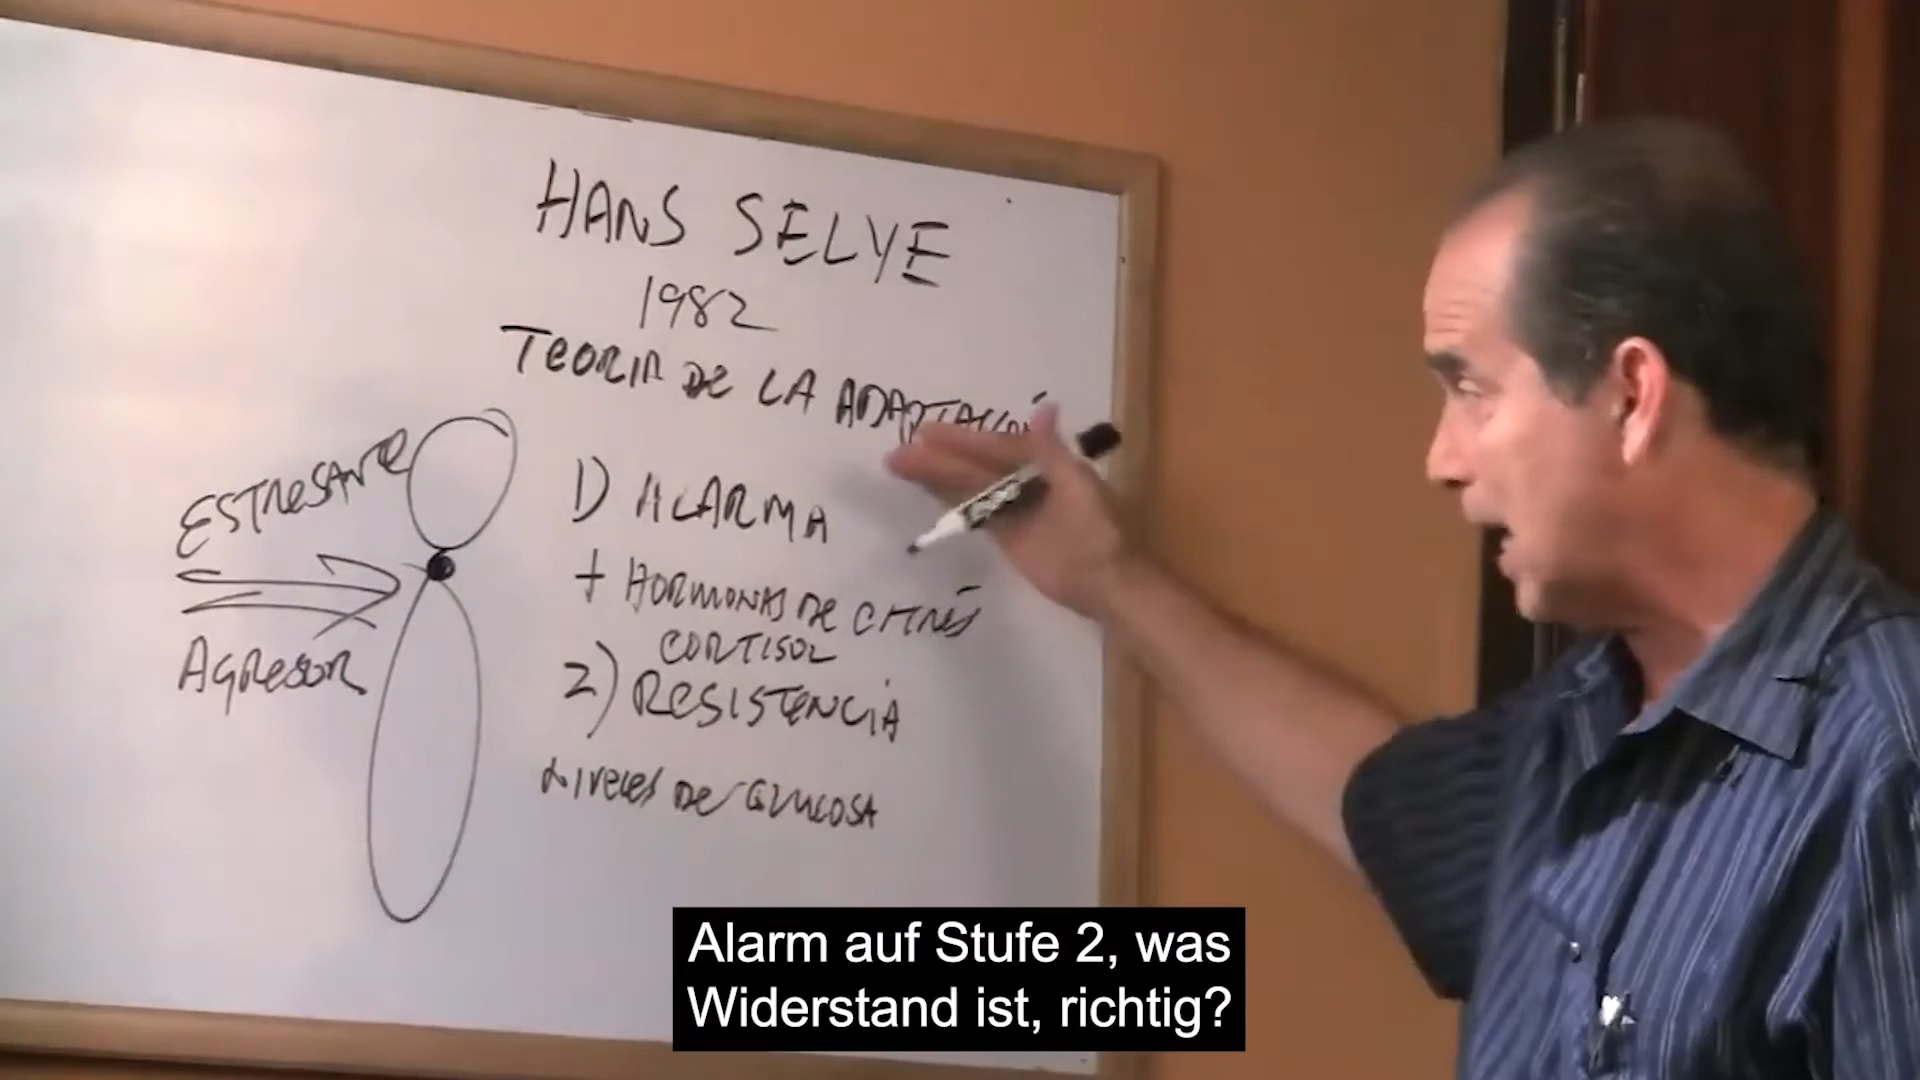 HANS SELYE
1982
TEORIA DE LA ADAPTACIÓN
ESTRESANTE
AGRESOR
1) ALARMA
+ HORMONAS DE
CORTISOL
2) RESISTENCIA
NIVELES DE GLUCOSA
Alarm auf Stufe 2, was
Widerstand ist, richtig?